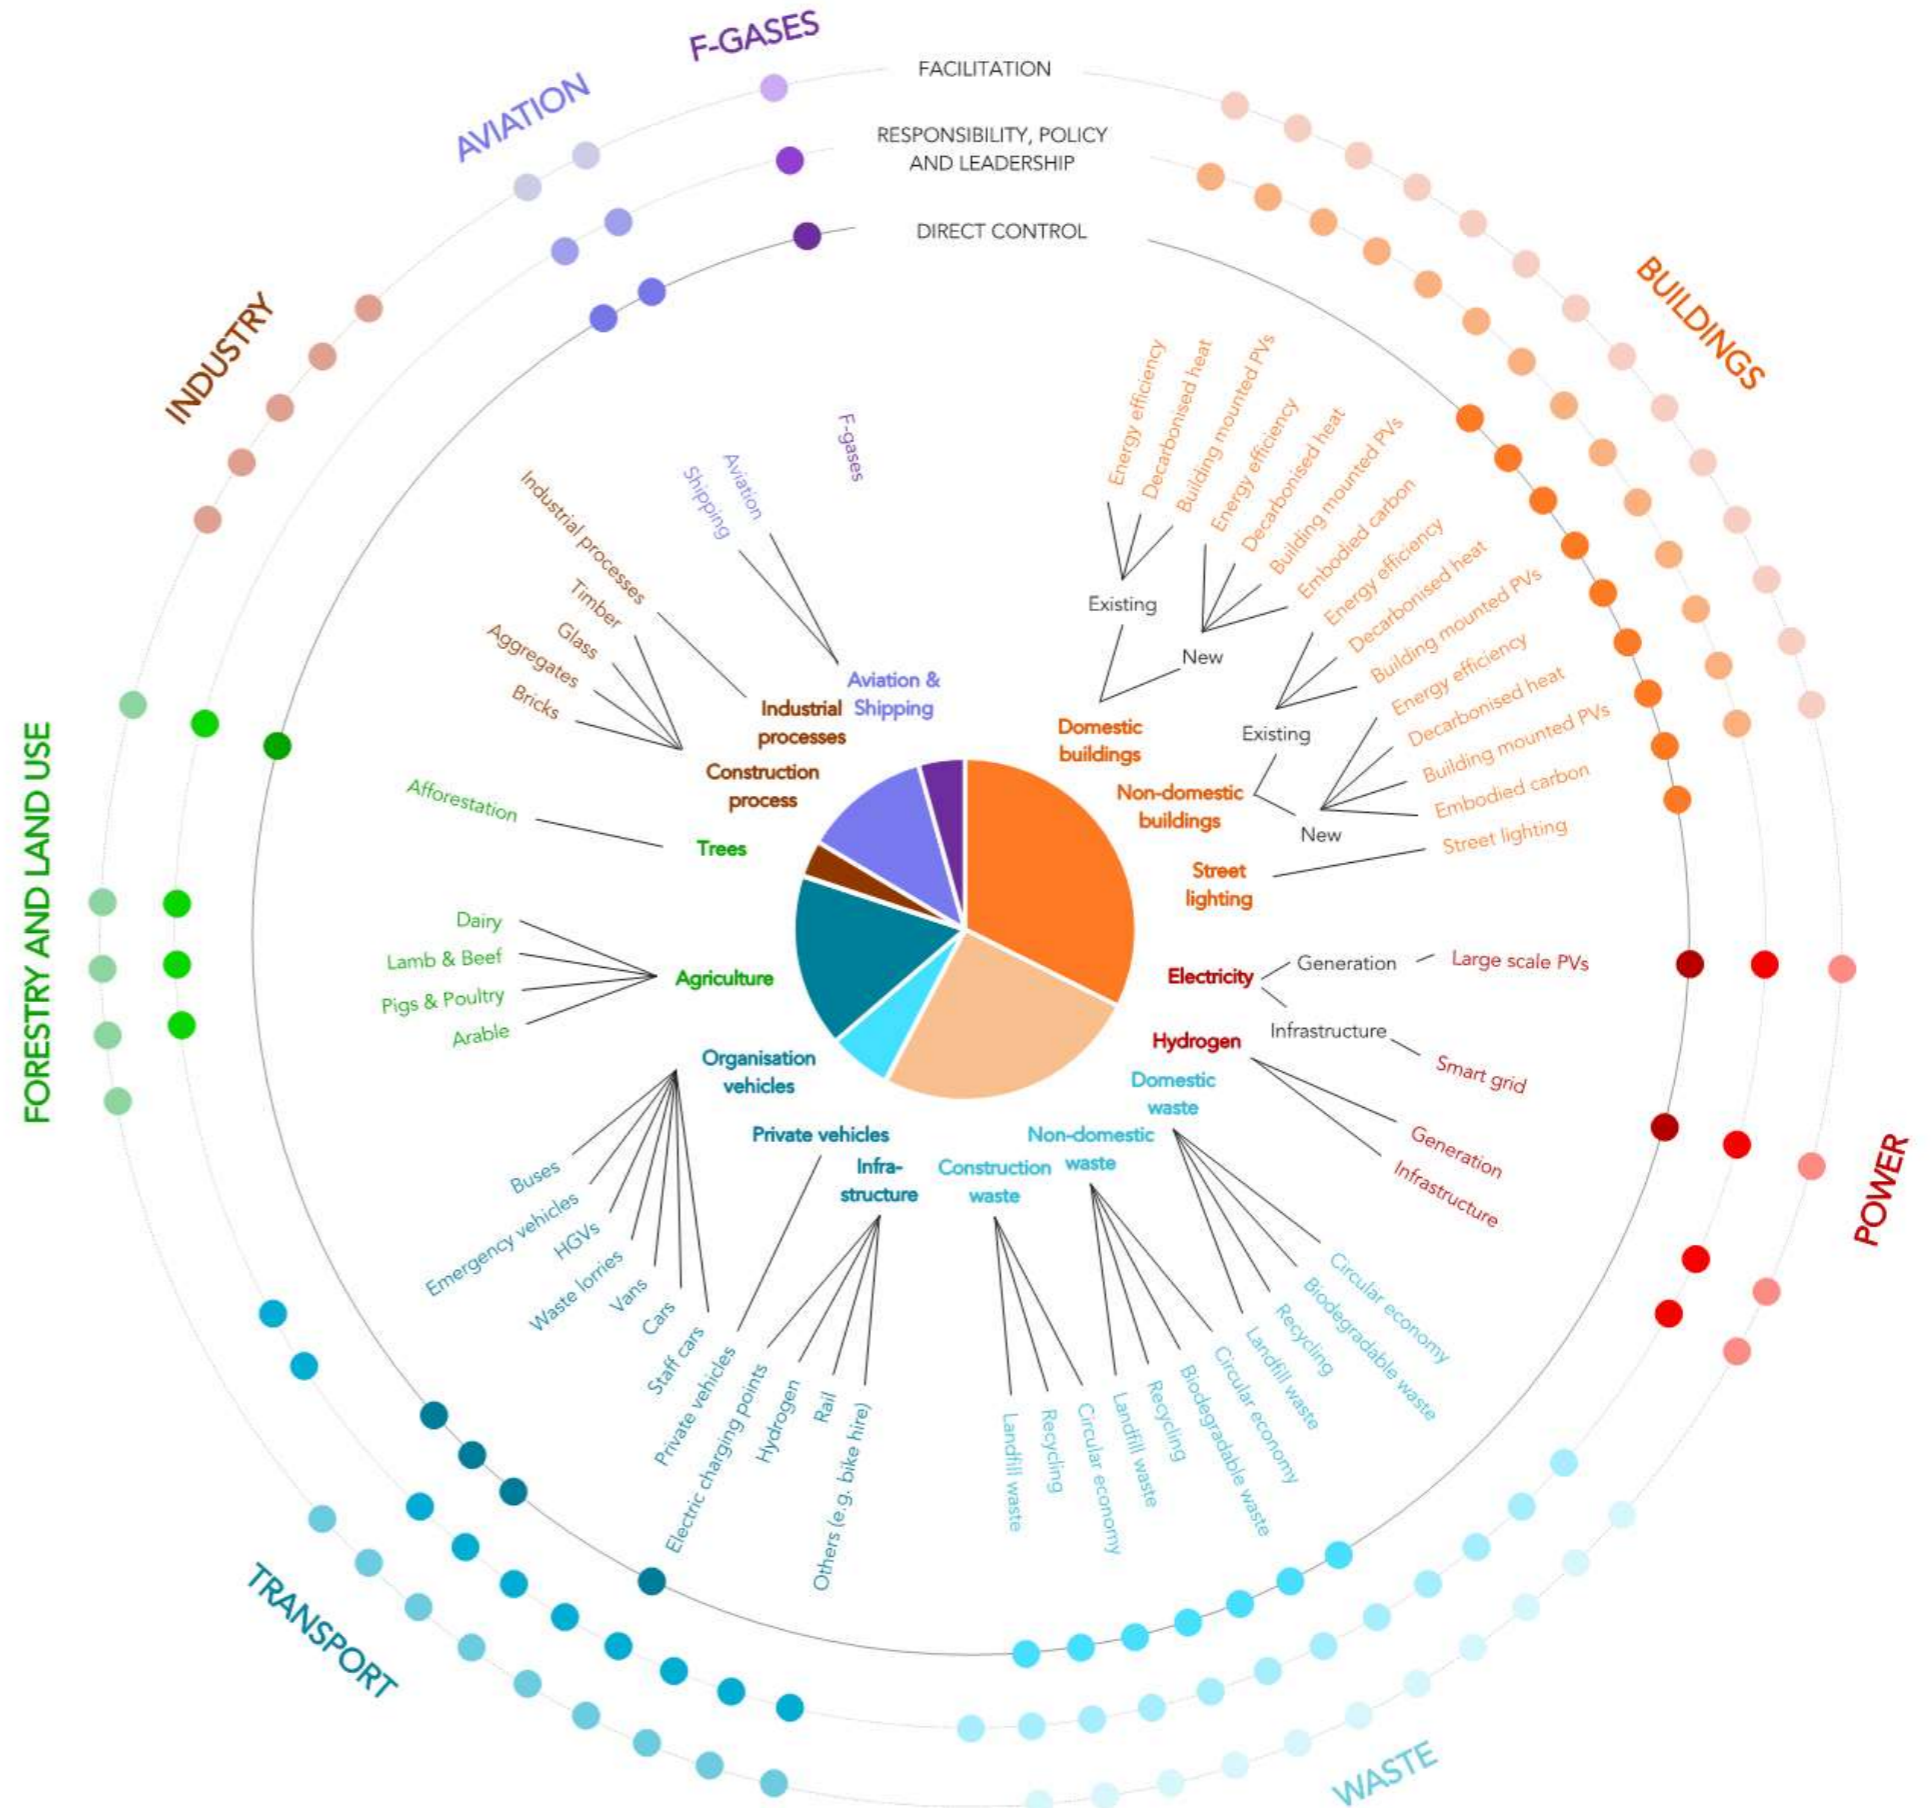 F-GASES
FACILITATION
RESPONSIBILITY, POLICY
AND LEADERSHIP
DIRECT CONTROL
AVIATION
INDUSTRY
BUILDINGS
FORESTRY AND LAND USE
POWER
TRANSPORT
WASTE
Energy efficiency
Decarbonised heat
Building mounted PVs
Existing
Energy efficiency
Decarbonised heat
Building mounted PVs
Embodied carbon
New
Domestic
buildings
Energy efficiency
Decarbonised heat
Building mounted PVs
Existing
Energy efficiency
Decarbonised heat
Building mounted PVs
Embodied carbon
New
Non-domestic
buildings
Street lighting
Street
lighting
Electricity
Generation
Large scale PVs
Infrastructure
Smart grid
Hydrogen
Generation
Infrastructure
Domestic
waste
Circular economy
Biodegradable waste
Recycling
Landfill waste
Non-domestic
waste
Circular economy
Biodegradable waste
Recycling
Landfill waste
Construction
waste
Circular economy
Recycling
Landfill waste
Infra-
structure
Others (e.g. bike hire)
Rail
Hydrogen
Electric charging points
Private vehicles
Private vehicles
Organisation
vehicles
Staff cars
Cars
Vans
Waste lorries
HGVs
Emergency vehicles
Buses
Agriculture
Arable
Pigs & Poultry
Lamb & Beef
Dairy
Trees
Afforestation
Construction
process
Bricks
Aggregates
Glass
Timber
Industrial
processes
Industrial processes
Aviation &
Shipping
Shipping
Aviation
F-gases